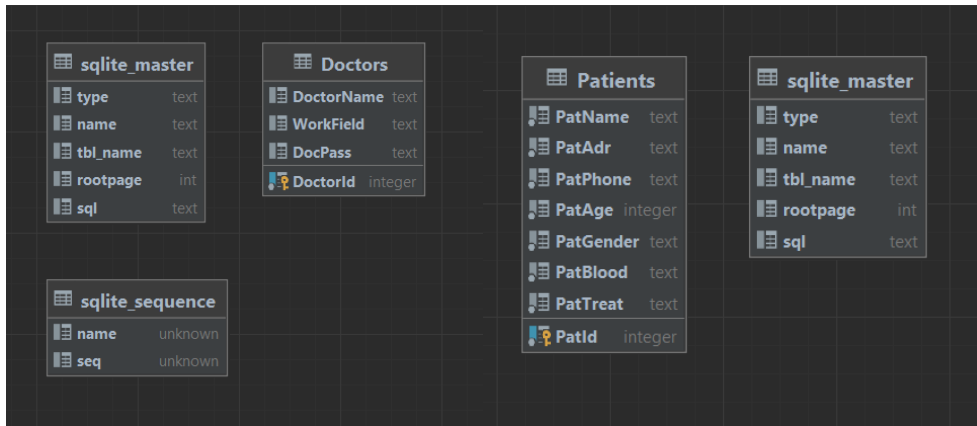 sqlite_master
type text
name text
tbl_name text
rootpage int
sql text
Doctors
DoctorName text
WorkField text
DocPass text
DoctorId integer
sqlite_sequence
name unknown
seq unknown
Patients
PatName text
PatAdr text
PatPhone text
PatAge integer
PatGender text
PatBlood text
PatTreat text
PatId integer
sqlite_master
type text
name text
tbl_name text
rootpage int
sql text